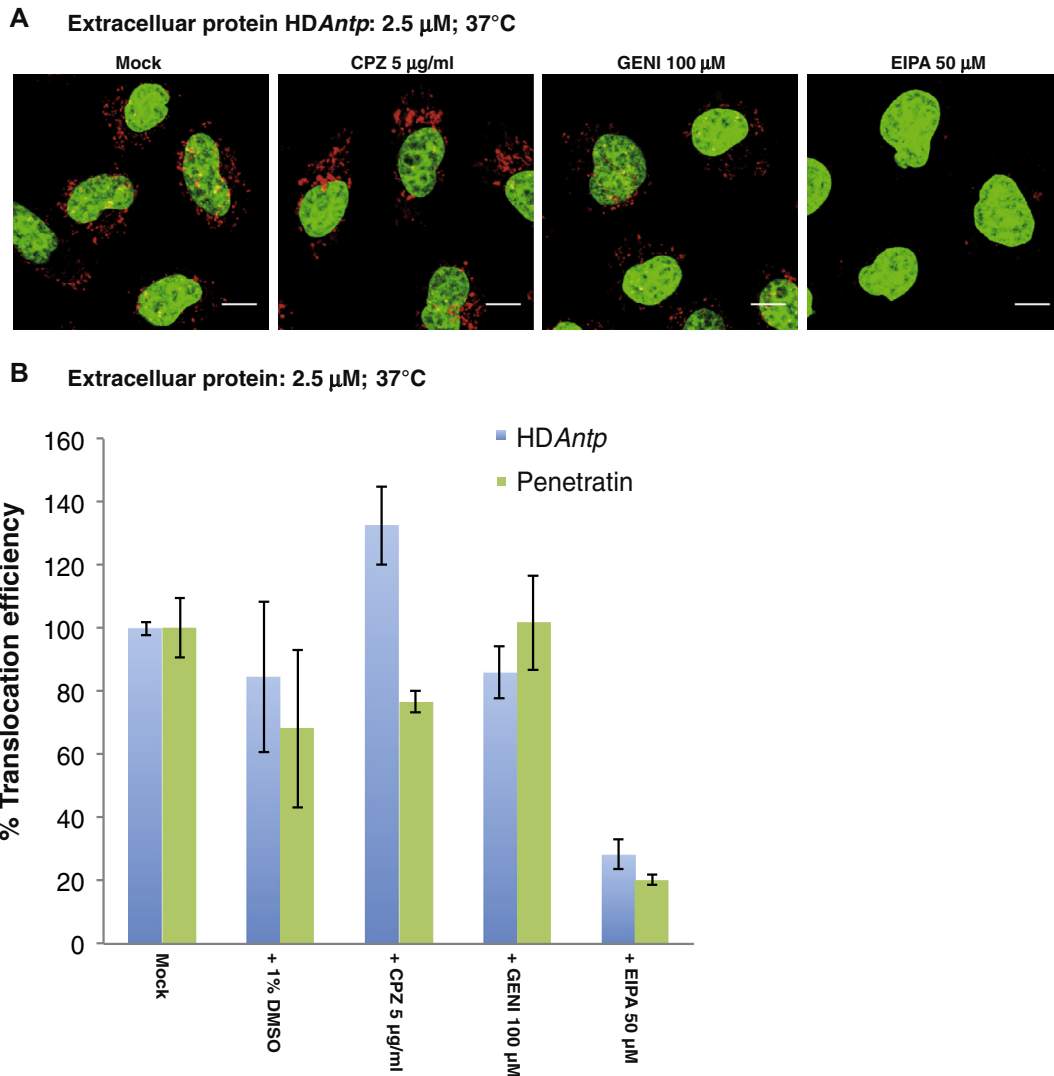 A
Extracelluar protein HDAntp: 2.5 µM; 37°C
Mock
CPZ 5 µg/ml
GENI 100 µM
EIPA 50 µM
B
Extracelluar protein: 2.5 µM; 37°C
HDAntp
Penetratin
% Translocation efficiency
160
140
120
100
80
60
40
20
0
Mock
+ 1% DMSO
+ CPZ 5 µg/ml
+ GENI 100 µM
+ EIPA 50 µM